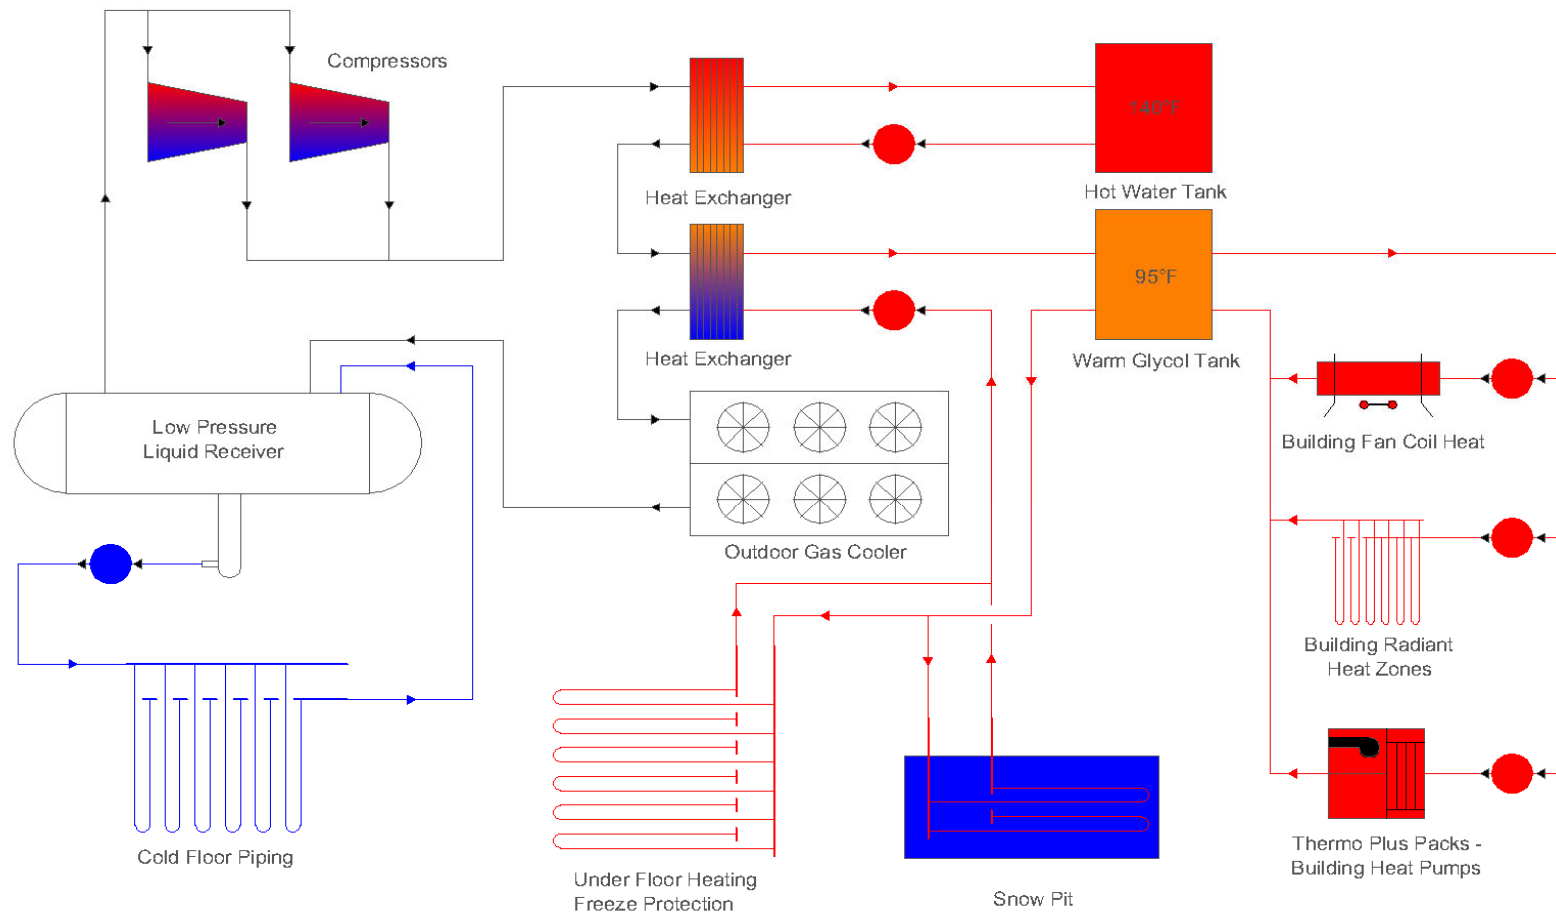 Compressors
140°F
Heat Exchanger
Hot Water Tank
95°F
Heat Exchanger
Warm Glycol Tank
Low Pressure
Liquid Receiver
Building Fan Coil Heat
Outdoor Gas Cooler
Building Radiant
Heat Zones
Cold Floor Piping
Under Floor Heating
Freeze Protection
Snow Pit
Thermo Plus Packs -
Building Heat Pumps